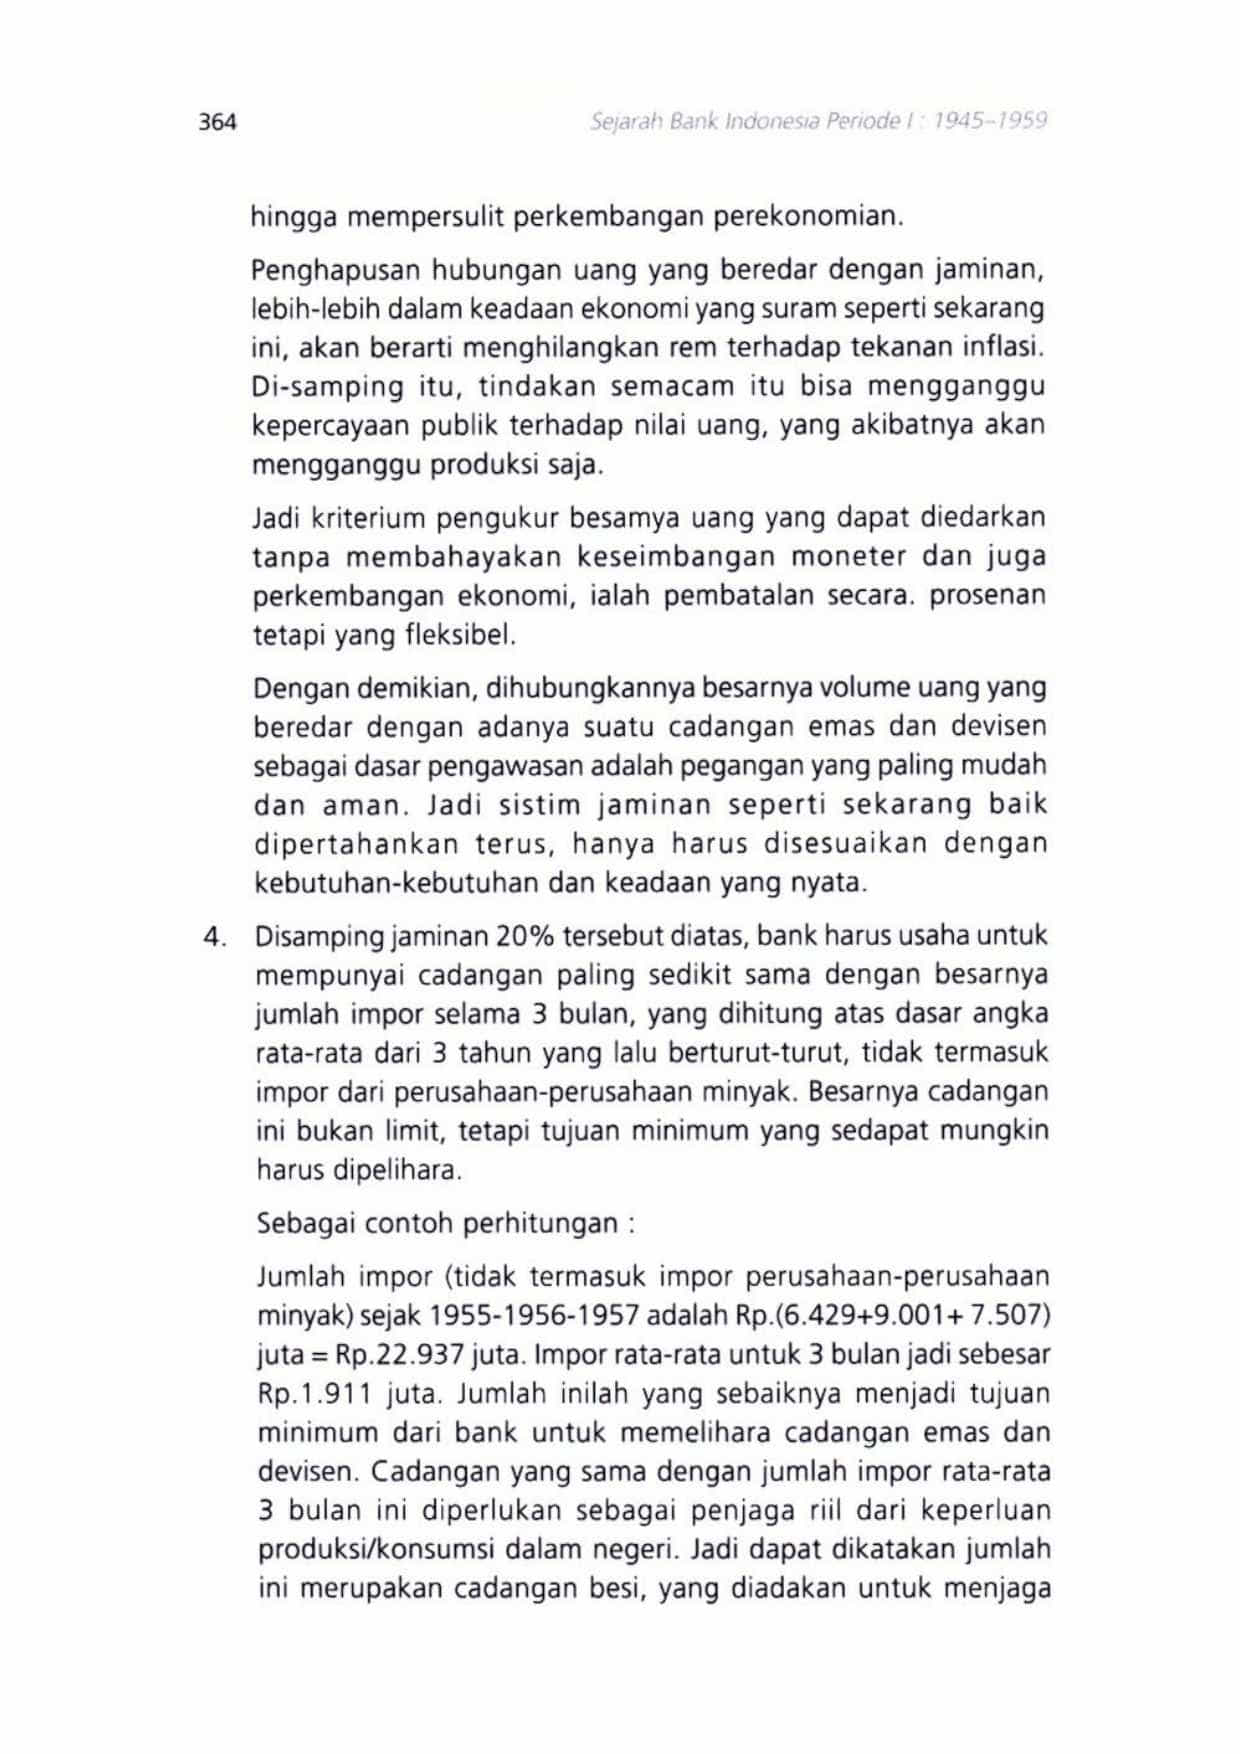 364
Sejarah Bank Indonesia Periode I : 1945–1959
hingga mempersulit perkembangan perekonomian.
Penghapusan hubungan uang yang beredar dengan jaminan,
lebih-lebih dalam keadaan ekonomi yang suram seperti sekarang
ini, akan berarti menghilangkan rem terhadap tekanan inflasi.
Di-samping itu, tindakan semacam itu bisa mengganggu
kepercayaan publik terhadap nilai uang, yang akibatnya akan
mengganggu produksi saja.
Jadi kriterium pengukur besamya uang yang dapat diedarkan
tanpa membahayakan keseimbangan moneter dan juga
perkembangan ekonomi, ialah pembatalan secara. prosenan
tetapi yang fleksibel.
Dengan demikian, dihubungkannya besarnya volume uang yang
beredar dengan adanya suatu cadangan emas dan devisen
sebagai dasar pengawasan adalah pegangan yang paling mudah
dan aman. Jadi sistim jaminan seperti sekarang baik
dipertahankan terus, hanya harus disesuaikan dengan
kebutuhan-kebutuhan dan keadaan yang nyata.
4. Disamping jaminan 20% tersebut diatas, bank harus usaha untuk
mempunyai cadangan paling sedikit sama dengan besarnya
jumlah impor selama 3 bulan, yang dihitung atas dasar angka
rata-rata dari 3 tahun yang lalu berturut-turut, tidak termasuk
impor dari perusahaan-perusahaan minyak. Besarnya cadangan
ini bukan limit, tetapi tujuan minimum yang sedapat mungkin
harus dipelihara.
Sebagai contoh perhitungan :
Jumlah impor (tidak termasuk impor perusahaan-perusahaan
minyak) sejak 1955-1956-1957 adalah Rp.(6.429+9.001+ 7.507)
juta = Rp.22.937 juta. Impor rata-rata untuk 3 bulan jadi sebesar
Rp.1.911 juta. Jumlah inilah yang sebaiknya menjadi tujuan
minimum dari bank untuk memelihara cadangan emas dan
devisen. Cadangan yang sama dengan jumlah impor rata-rata
3 bulan ini diperlukan sebagai penjaga riil dari keperluan
produksi/konsumsi dalam negeri. Jadi dapat dikatakan jumlah
ini merupakan cadangan besi, yang diadakan untuk menjaga